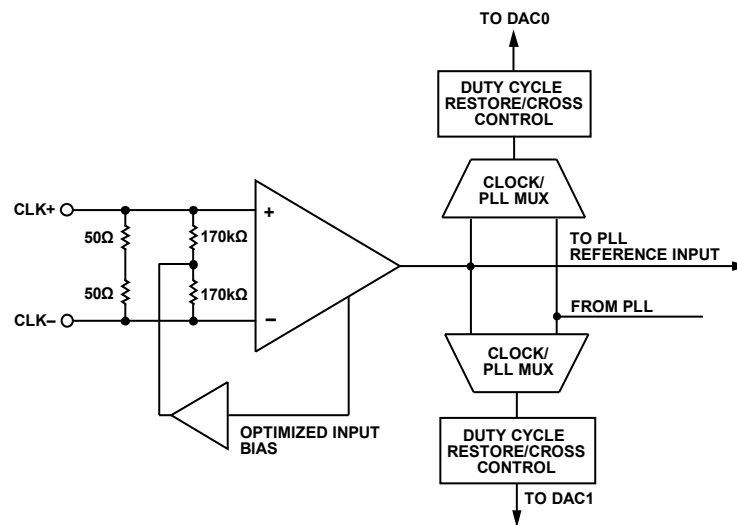 TO DAC0
DUTY CYCLE
RESTORE/CROSS
CONTROL
CLOCK/
PLL MUX
CLK+
50Ω
170kΩ
+
TO PLL
REFERENCE INPUT
50Ω
170kΩ
CLK–
–
FROM PLL
CLOCK/
PLL MUX
OPTIMIZED INPUT
BIAS
DUTY CYCLE
RESTORE/CROSS
CONTROL
TO DAC1